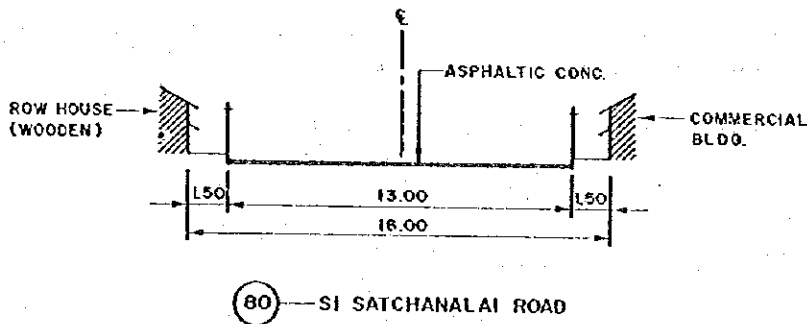 ℄
ASPHALTIC CONC.
ROW HOUSE
(WOODEN)
COMMERCIAL
BLDG.
1.50
13.00
1.50
16.00
80 SI SATCHANALAI ROAD